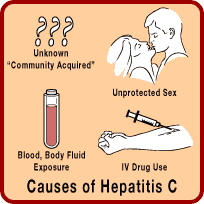 ? ? ?
Unknown
“Community Acquired”
Unprotected Sex
Blood, Body Fluid
Exposure
IV Drug Use
Causes of Hepatitis C